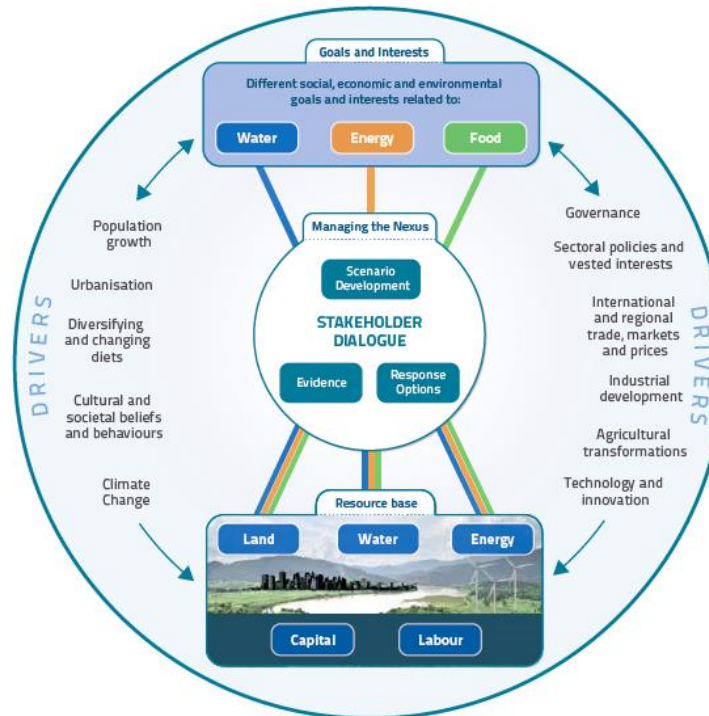 Goals and Interests
Different social, economic and environmental
goals and interests related to:
Water
Energy
Food
DRIVERS
Population
growth
Urbanisation
Diversifying
and changing
diets
Cultural and
societal beliefs
and behaviours
Climate
Change
Managing the Nexus
Scenario
Development
STAKEHOLDER
DIALOGUE
Evidence
Response
Options
Governance
Sectoral policies and
vested interests
International
and regional
trade, markets
and prices
Industrial
development
Agricultural
transformations
Technology and
innovation
DRIVERS
Resource base
Land
Water
Energy
Capital
Labour